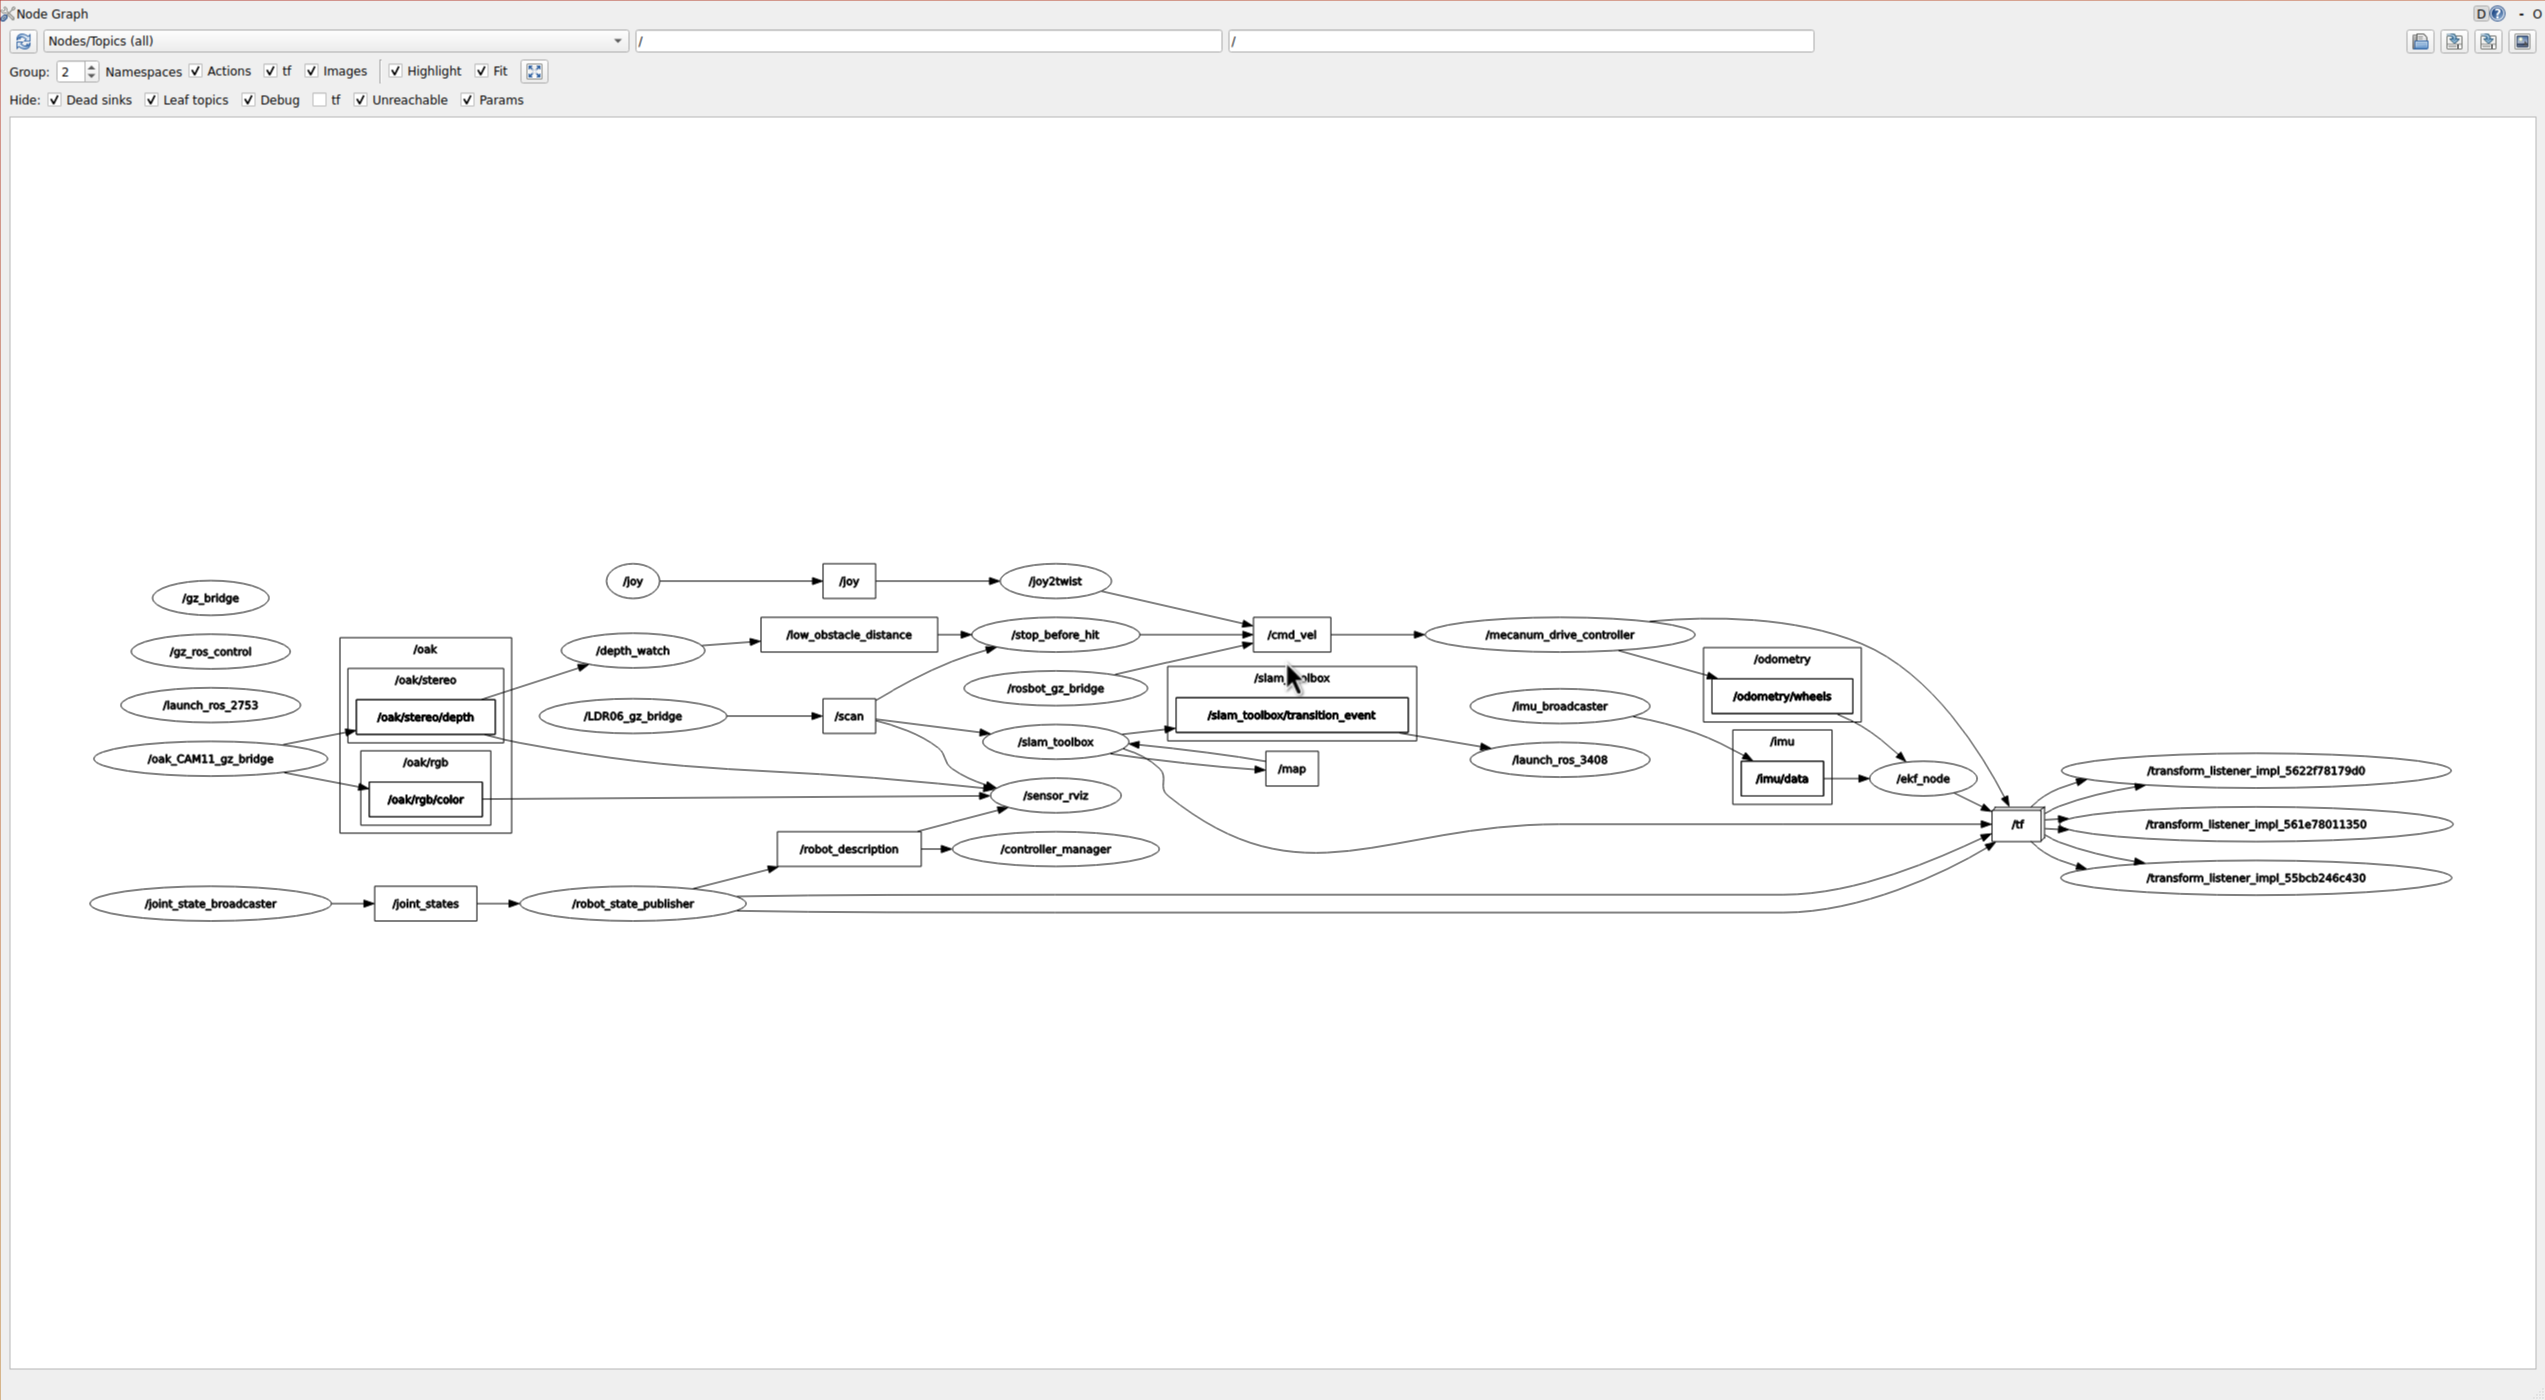 Node Graph
D ? - O
Nodes/Topics (all)
/
/
Group: 2 Namespaces Actions tf Images Highlight Fit
Hide: Dead sinks Leaf topics Debug tf Unreachable Params
/gz_bridge
/gz_ros_control
/launch_ros_2753
/oak_CAM11_gz_bridge
/joint_state_broadcaster
/oak
/oak/stereo
/oak/stereo/depth
/oak/rgb
/oak/rgb/color
/joint_states
/joy
/depth_watch
/LDR06_gz_bridge
/robot_state_publisher
/joy
/low_obstacle_distance
/scan
/robot_description
/joy2twist
/stop_before_hit
/rosbot_gz_bridge
/slam_toolbox
/sensor_rviz
/controller_manager
/cmd_vel
/slam_toolbox
/slam_toolbox/transition_event
/map
/mecanum_drive_controller
/imu_broadcaster
/launch_ros_3408
/odometry
/odometry/wheels
/imu
/imu/data
/ekf_node
/tf
/transform_listener_impl_5622f78179d0
/transform_listener_impl_561e78011350
/transform_listener_impl_55bcb246c430